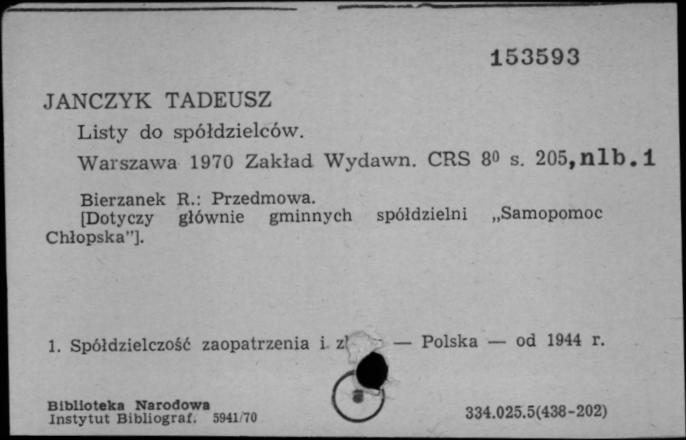 153593
JANCZYK TADEUSZ
Listy do spółdzielców.
Warszawa 1970 Zakład Wydawn. CRS 8⁰ s. 205,nlb.1
Bierzanek R.: Przedmowa.
[Dotyczy głównie gminnych spółdzielni „Samopomoc
Chłopska”].
1. Spółdzielczość zaopatrzenia i — Polska — od 1944 r.
Biblioteka Narodowa
Instytut Bibliograf. 5941/70
334.025.5(438-202)